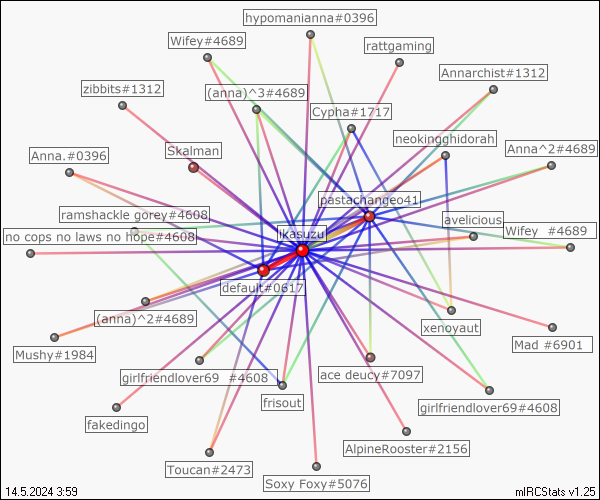 hypomanianna#0396
Wifey#4689
rattgaming
Annarchist#1312
zibbits#1312
(anna)^3#4689
Cypha#1717
neokingghidorah
Skalman
Anna.#0396
Anna^2#4689
pastachangeo41
ramshackle gorey#4608
avelicious
no cops no laws no hope#4608
ikasuzu
Wifey #4689
default#0617
(anna)^2#4689
xenoyaut
Mushy#1984
Mad #6901
girlfriendlover69 #4608
ace deucy#7097
frisout
girlfriendlover69#4608
fakedingo
AlpineRooster#2156
Toucan#2473
Soxy Foxy#5076
14.5.2024 3:59
mIRCStats v1.25